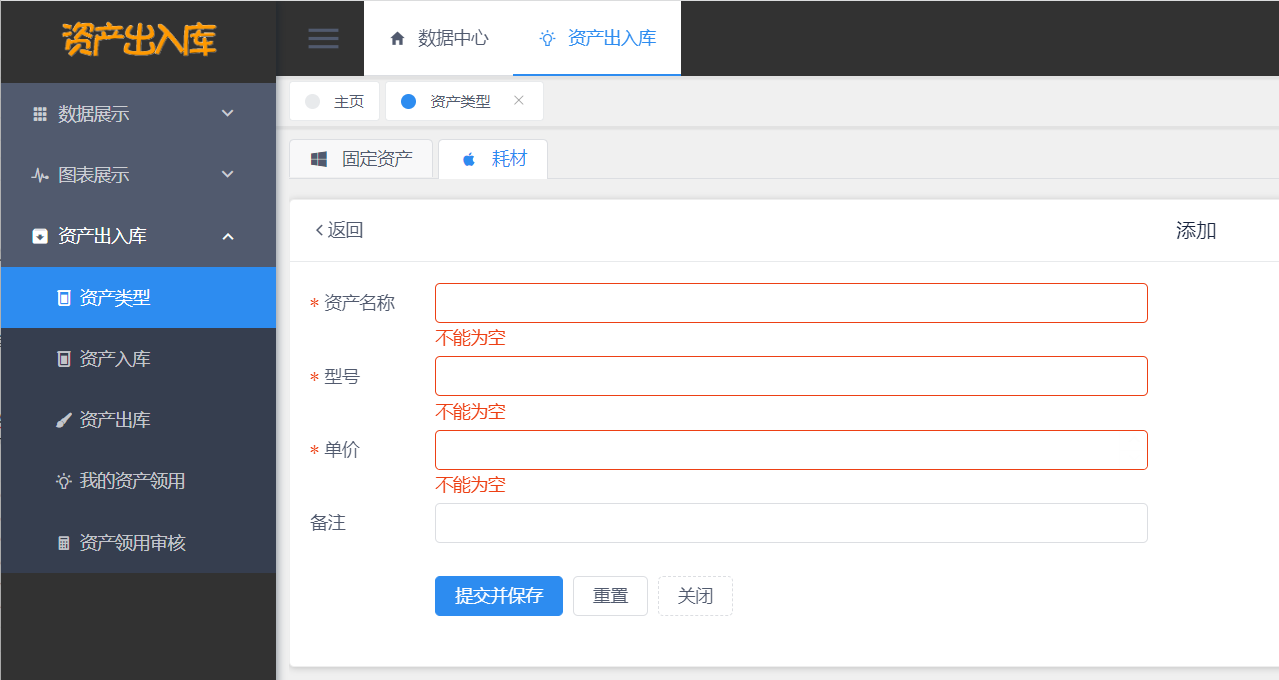 资产出入库
数据中心
资产出入库
数据展示
图表展示
资产出入库
资产类型
资产入库
资产出库
我的资产领用
资产领用审核
主页
资产类型
固定资产
耗材
返回
添加
* 资产名称
不能为空
* 型号
不能为空
* 单价
不能为空
备注
提交并保存 重置 关闭